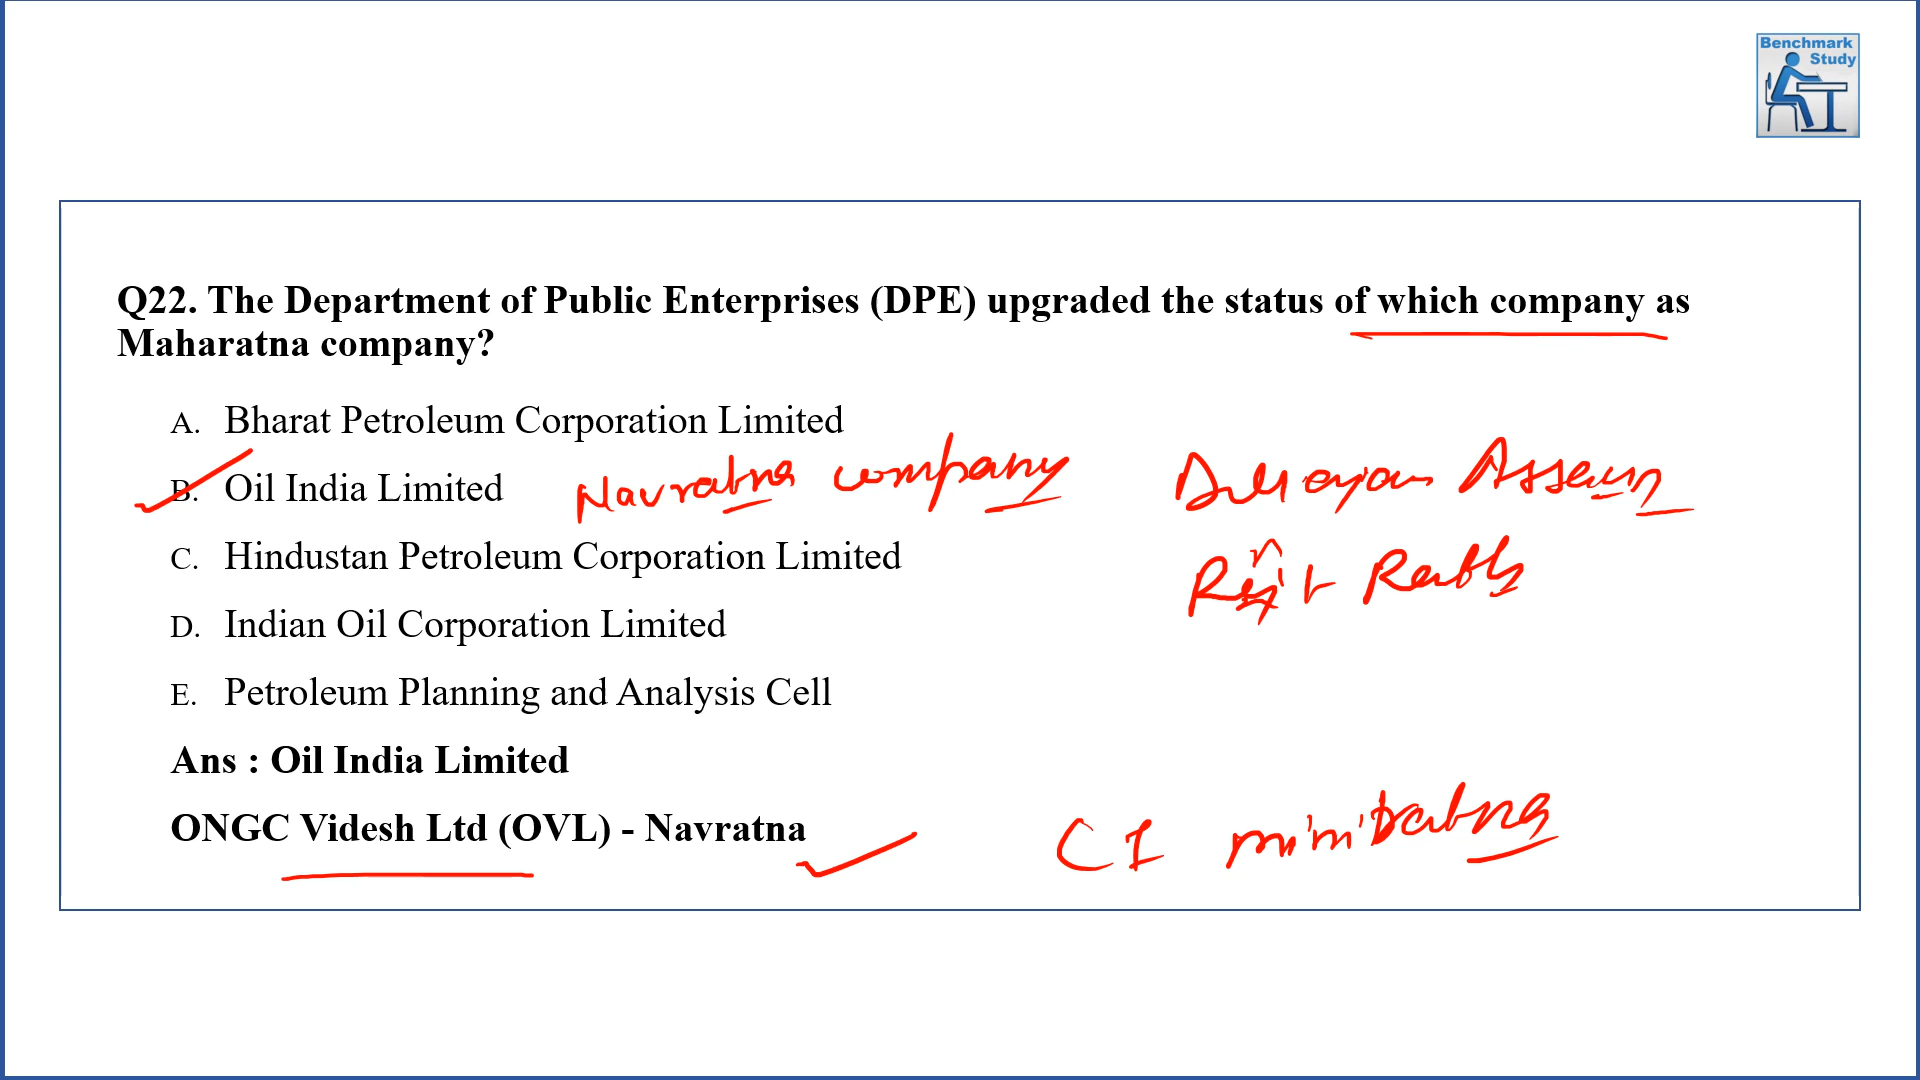 Benchmark
Study
Q22. The Department of Public Enterprises (DPE) upgraded the status of which company as
Maharatna company?
A. Bharat Petroleum Corporation Limited
B. Oil India Limited Navratna company Assam
C. Hindustan Petroleum Corporation Limited
D. Indian Oil Corporation Limited
E. Petroleum Planning and Analysis Cell
Ans : Oil India Limited
ONGC Videsh Ltd (OVL) - Navratna C I miniratna